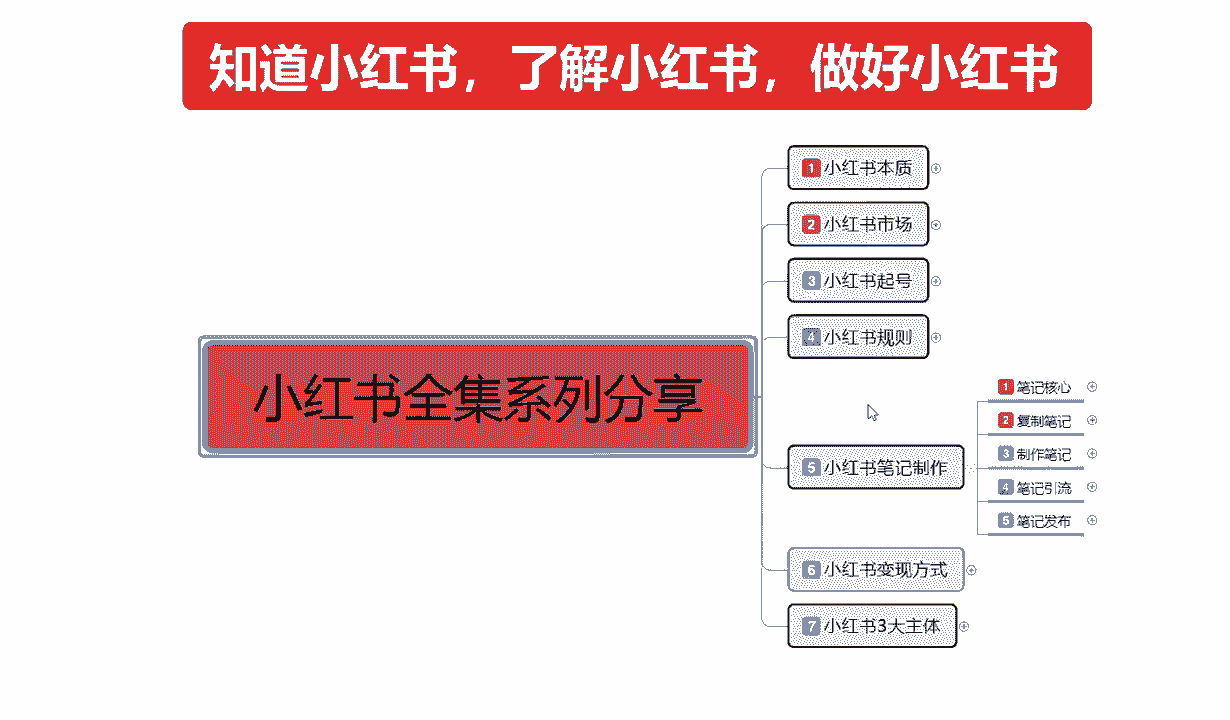 知道小红书，了解小红书，做好小红书
小红书全集系列分享
1 小红书本质
2 小红书市场
3 小红书起号
4 小红书规则
5 小红书笔记制作
1 笔记核心
2 复制笔记
3 制作笔记
4 笔记引流
5 笔记发布
6 小红书变现方式
7 小红书3大主体